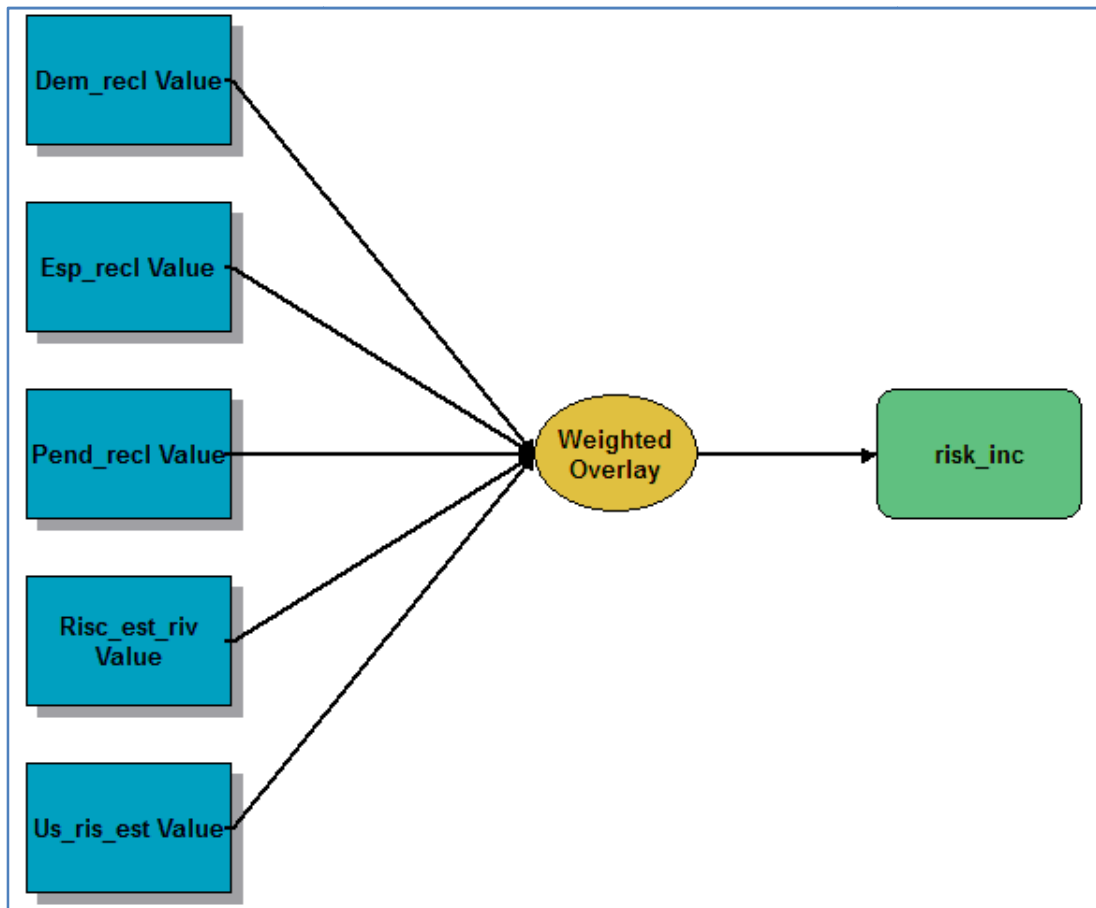 Dem_recl Value
Esp_recl Value
Pend_recl Value
Risc_est_riv
Value
Us_ris_est Value
Weighted
Overlay
risk_inc